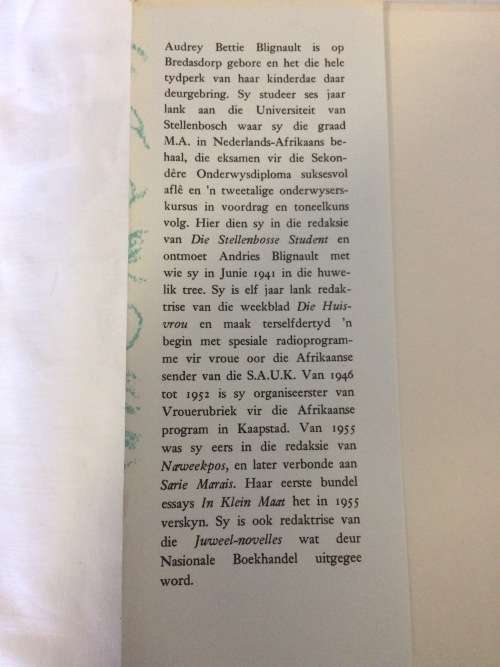 Audrey Bettie Blignault is op
Bredasdorp gebore en het die hele
tydperk van haar kinderdae daar
deurgebring. Sy studeer ses jaar
lank aan die Universiteit van
Stellenbosch waar sy die graad
M.A. in Nederlands-Afrikaans be-
haal, die eksamen vir die Sekon-
dêre Onderwysdiploma suksesvol
aflê en 'n tweetalige onderwysers-
kursus in voordrag en toneelkuns
volg. Hier dien sy in die redaksie
van Die Stellenbosse Student en
ontmoet Andries Blignault met
wie sy in Junie 1941 in die huwe-
lik tree. Sy is elf jaar lank redak-
trise van die weekblad Die Huis-
vrou en maak terselfdertyd 'n
begin met spesiale radioprogram-
me vir vroue oor die Afrikaanse
sender van die S.A.U.K. Van 1946
tot 1952 is sy organiseerster van
Vrouerubriek vir die Afrikaanse
program in Kaapstad. Van 1955
was sy eers in die redaksie van
Naweekpos, en later verbonde aan
Sarie Marais. Haar eerste bundel
essays In Klein Maat het in 1955
verskyn. Sy is ook redaktrise van
die Juweel-novelles wat deur
Nasionale Boekhandel uitgegee
word.